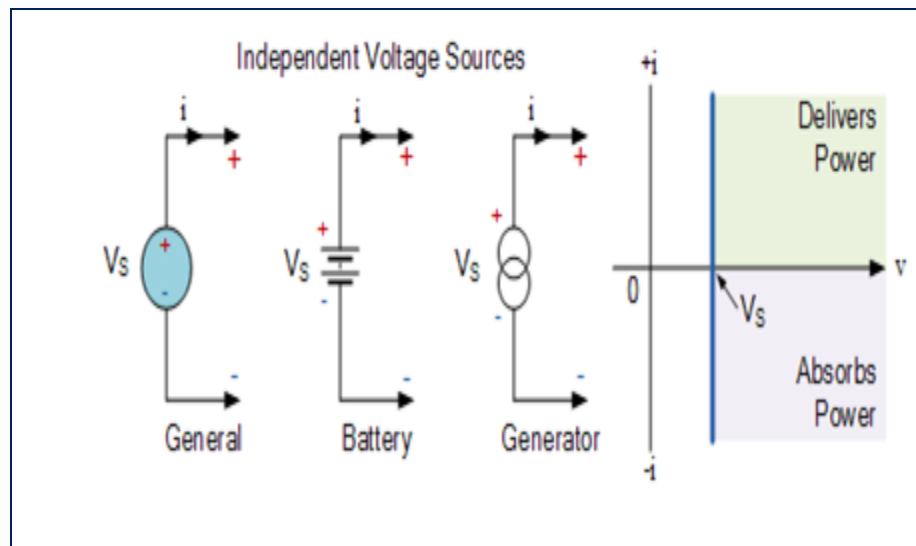 Independent Voltage Sources
i
+
Vs
+
-
-
General
i
+
Vs
+
-
-
Battery
i
+
Vs
+
-
-
Generator
+i
Delivers
Power
0
v
Vs
Absorbs
Power
-i